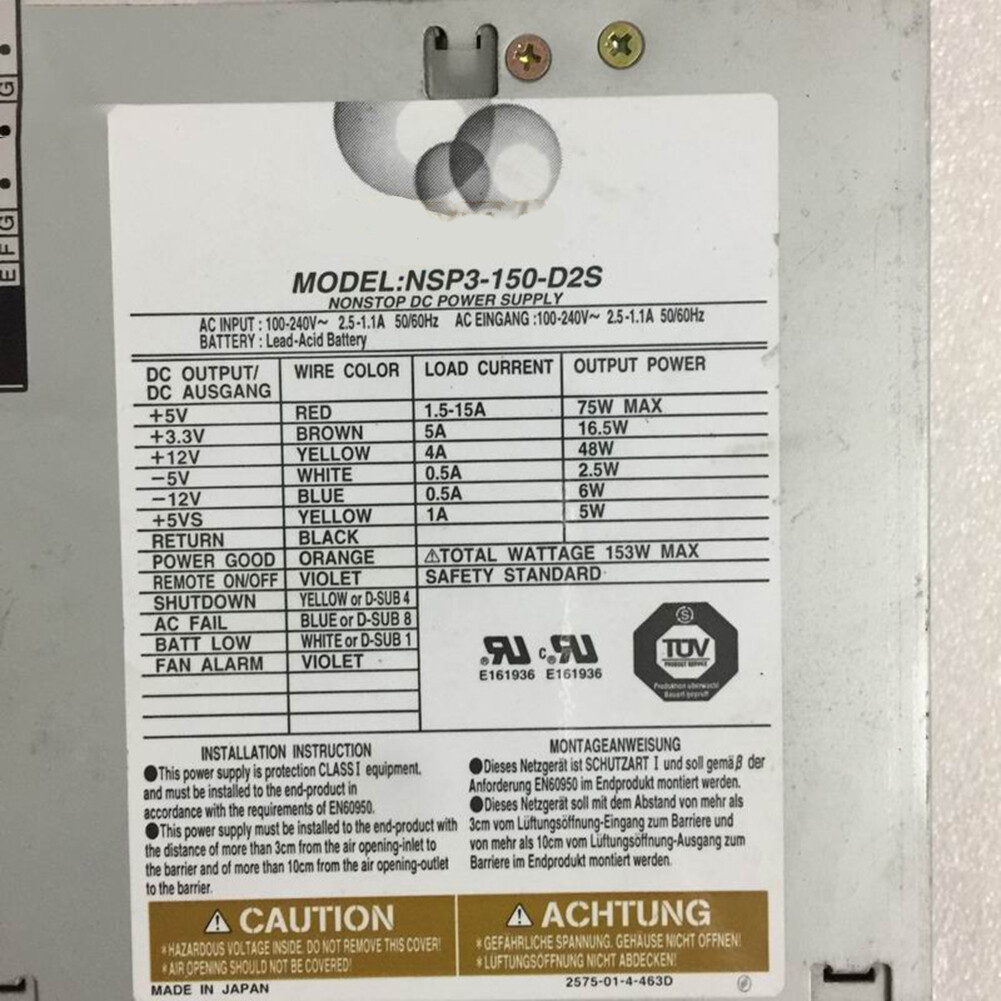 G
G
F
E
MODEL:NSP3-150-D2S
NONSTOP DC POWER SUPPLY
AC INPUT : 100-240V~ 2.5-1.1A 50/60Hz AC EINGANG :100-240V~ 2.5-1.1A 50/60Hz
BATTERY : Lead-Acid Battery
DC OUTPUT/ DC AUSGANG WIRE COLOR LOAD CURRENT OUTPUT POWER
+5V RED 1.5-15A 75W MAX
+3.3V BROWN 5A 16.5W
+12V YELLOW 4A 48W
-5V WHITE 0.5A 2.5W
-12V BLUE 0.5A 6W
+5VS YELLOW 1A 5W
RETURN BLACK
POWER GOOD ORANGE ⚠TOTAL WATTAGE 153W MAX
REMOTE ON/OFF VIOLET SAFETY STANDARD
SHUTDOWN YELLOW or D-SUB 4
AC FAIL BLUE or D-SUB 8
BATT LOW WHITE or D-SUB 1
FAN ALARM VIOLET
RU c RU
E161936 E161936
S
TÜV
PRODUCT SERVICE
Produktion überwacht
Bauart geprüft
INSTALLATION INSTRUCTION
●This power supply is protection CLASS I equipment,
and must be installed to the end-product in
accordance with the requirements of EN60950.
●This power supply must be installed to the end-product with
the distance of more than 3cm from the air opening-inlet to
the barrier and of more than 10cm from the air opening-outlet
to the barrier.
MONTAGEANWEISUNG
●Dieses Netzgerät ist SCHUTZART I und soll gemäβ der
Anforderung EN60950 im Endprodukt montiert werden.
●Dieses Netzgerät soll mit dem Abstand von mehr als
3cm vom Lüftungsöffnung-Eingang zum Barriere und
von mehr als 10cm vom Lüftungsöffnung-Ausgang zum
Barriere im Endprodukt montiert werden.
⚠ CAUTION
*HAZARDOUS VOLTAGE INSIDE. DO NOT REMOVE THIS COVER!
*AIR OPENING SHOULD NOT BE COVERED!
⚠ ACHTUNG
*GEFÄHRLICHE SPANNUNG. GEHÄUSE NICHT ÖFFNEN!
*LÜFTUNGSÖFFNUNG NICHT ABDECKEN!
MADE IN JAPAN 2575-01-4-463D